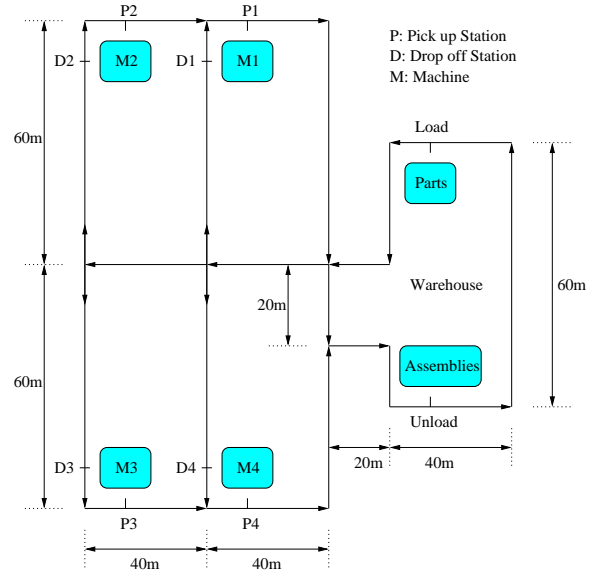 P2
P1
P: Pick up Station
D: Drop off Station
M: Machine
D2
M2
D1
M1
Load
60m
Parts
Warehouse
60m
20m
60m
Assemblies
Unload
D3
M3
D4
M4
20m
40m
P3
P4
40m
40m